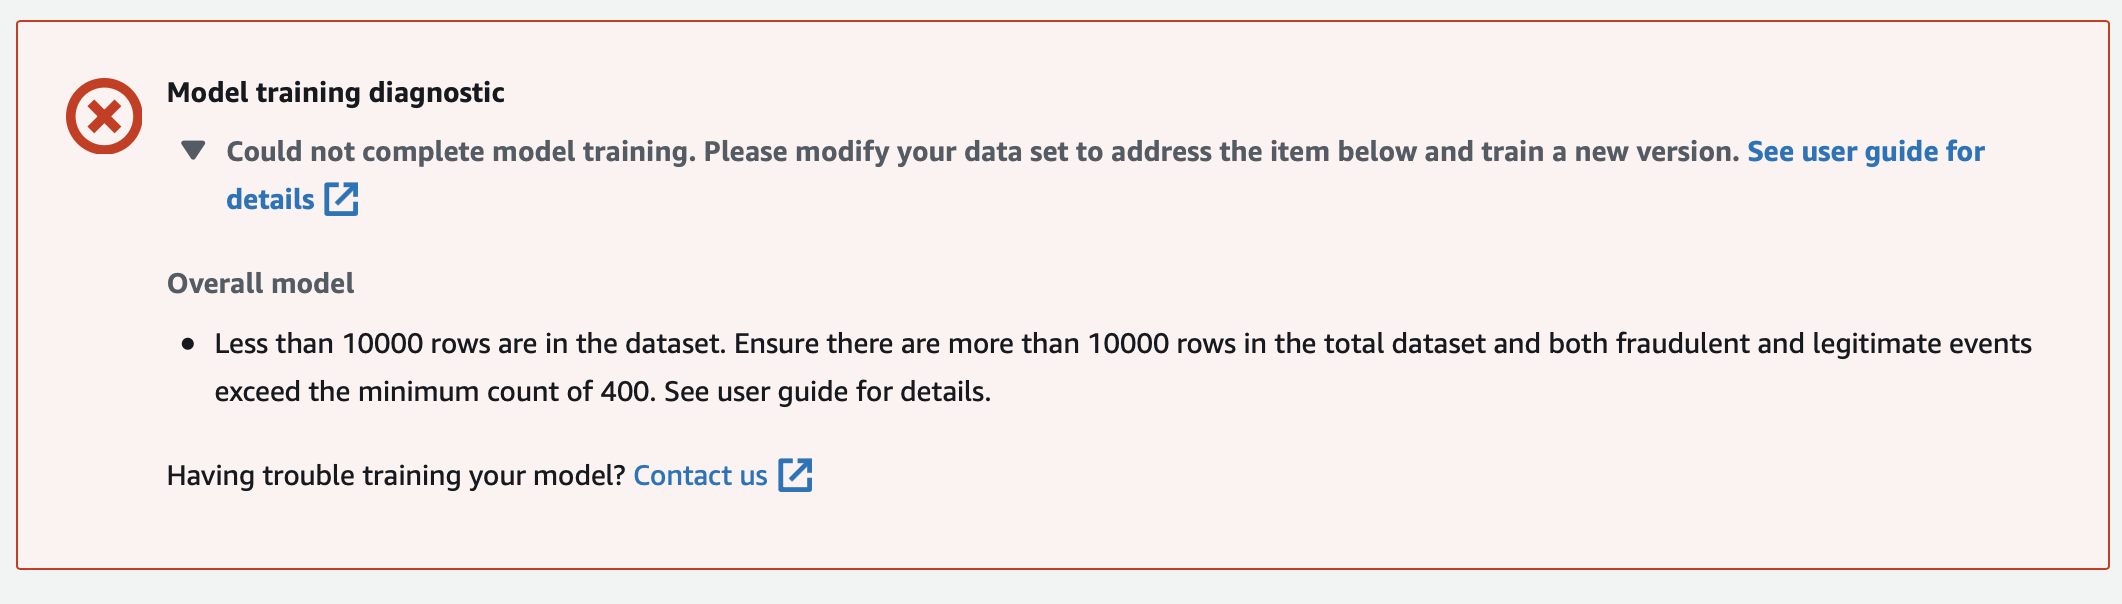 Model training diagnostic
Could not complete model training. Please modify your data set to address the item below and train a new version. See user guide for
details
Overall model
Less than 10000 rows are in the dataset. Ensure there are more than 10000 rows in the total dataset and both fraudulent and legitimate events
exceed the minimum count of 400. See user guide for details.
Having trouble training your model? Contact us